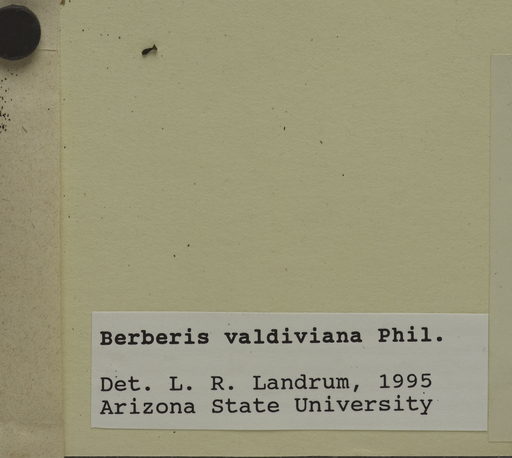 Berberis valdiviana Phil.
Det. L. R. Landrum, 1995
Arizona State University